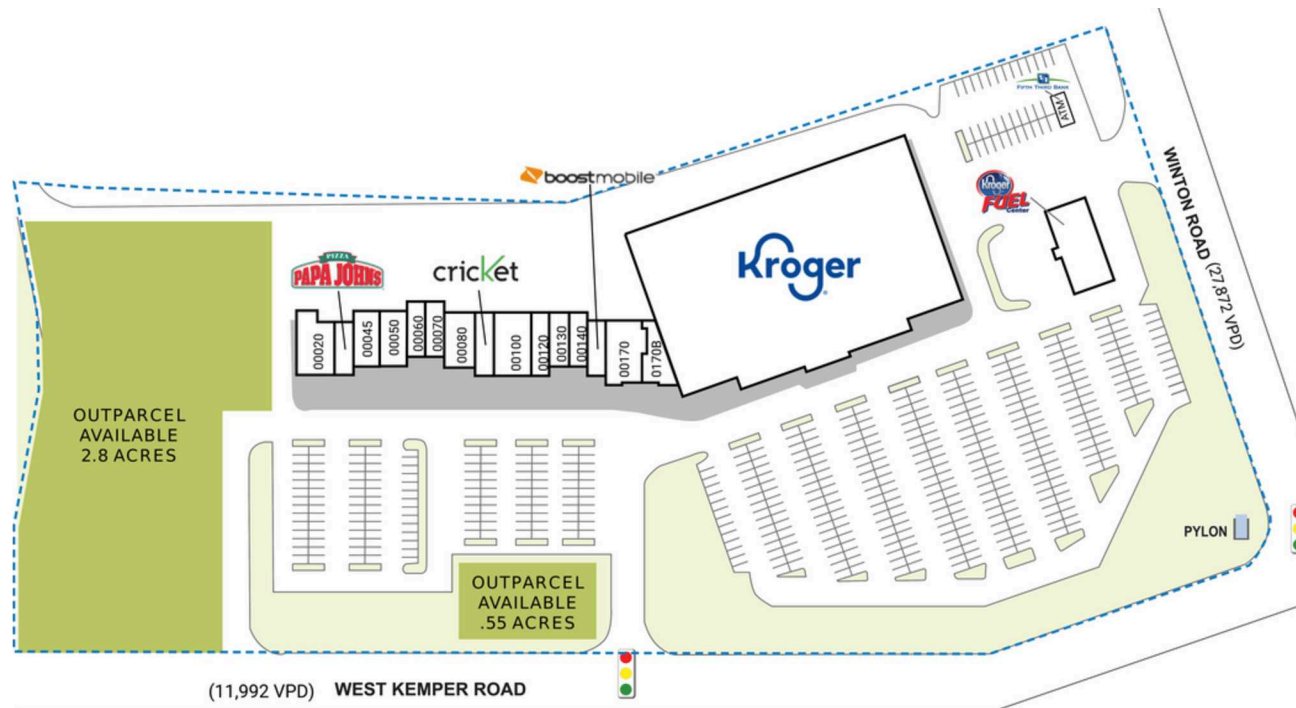 FIFTH THIRD BANK
ATM
WINTON ROAD (27,872 VPD)
boostmobile
Kroger
FUEL
Center
PIZZA
PAPA JOHNS
cricket
Kroger
00020
00045
00050
00060
00070
00080
00100
00120
00130
00140
00170
0170B
OUTPARCEL
AVAILABLE
2.8 ACRES
PYLON
OUTPARCEL
AVAILABLE
.55 ACRES
(11,992 VPD) WEST KEMPER ROAD